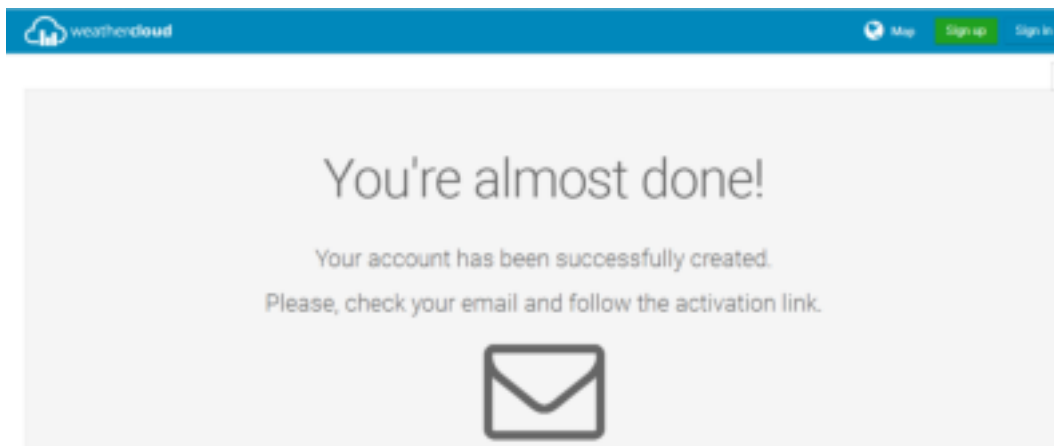 weathercloud
Map
Sign up
Sign in
You're almost done!
Your account has been successfully created.
Please, check your email and follow the activation link.